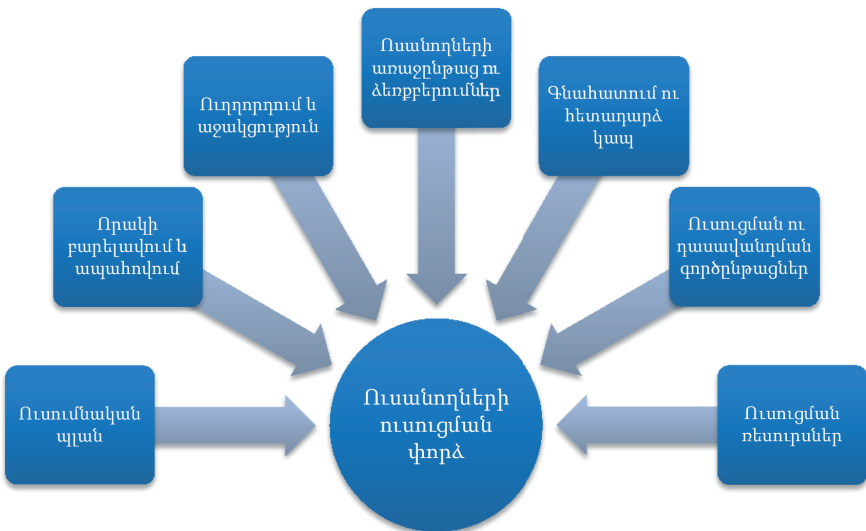 Ուսումնական
պլան
Որակի
բարելավում և
ապահովում
Ուղղորդում և
աջակցություն
Ոսանողների
առաջընթաց ու
ձեռքբերումներ
Գնահատում ու
հետադարձ
կապ
Ուսուցման ու
դասավանդման
գործընթացներ
Ուսուցման
ռեսուրսներ
Ուսանողների
ուսուցման
փորձ